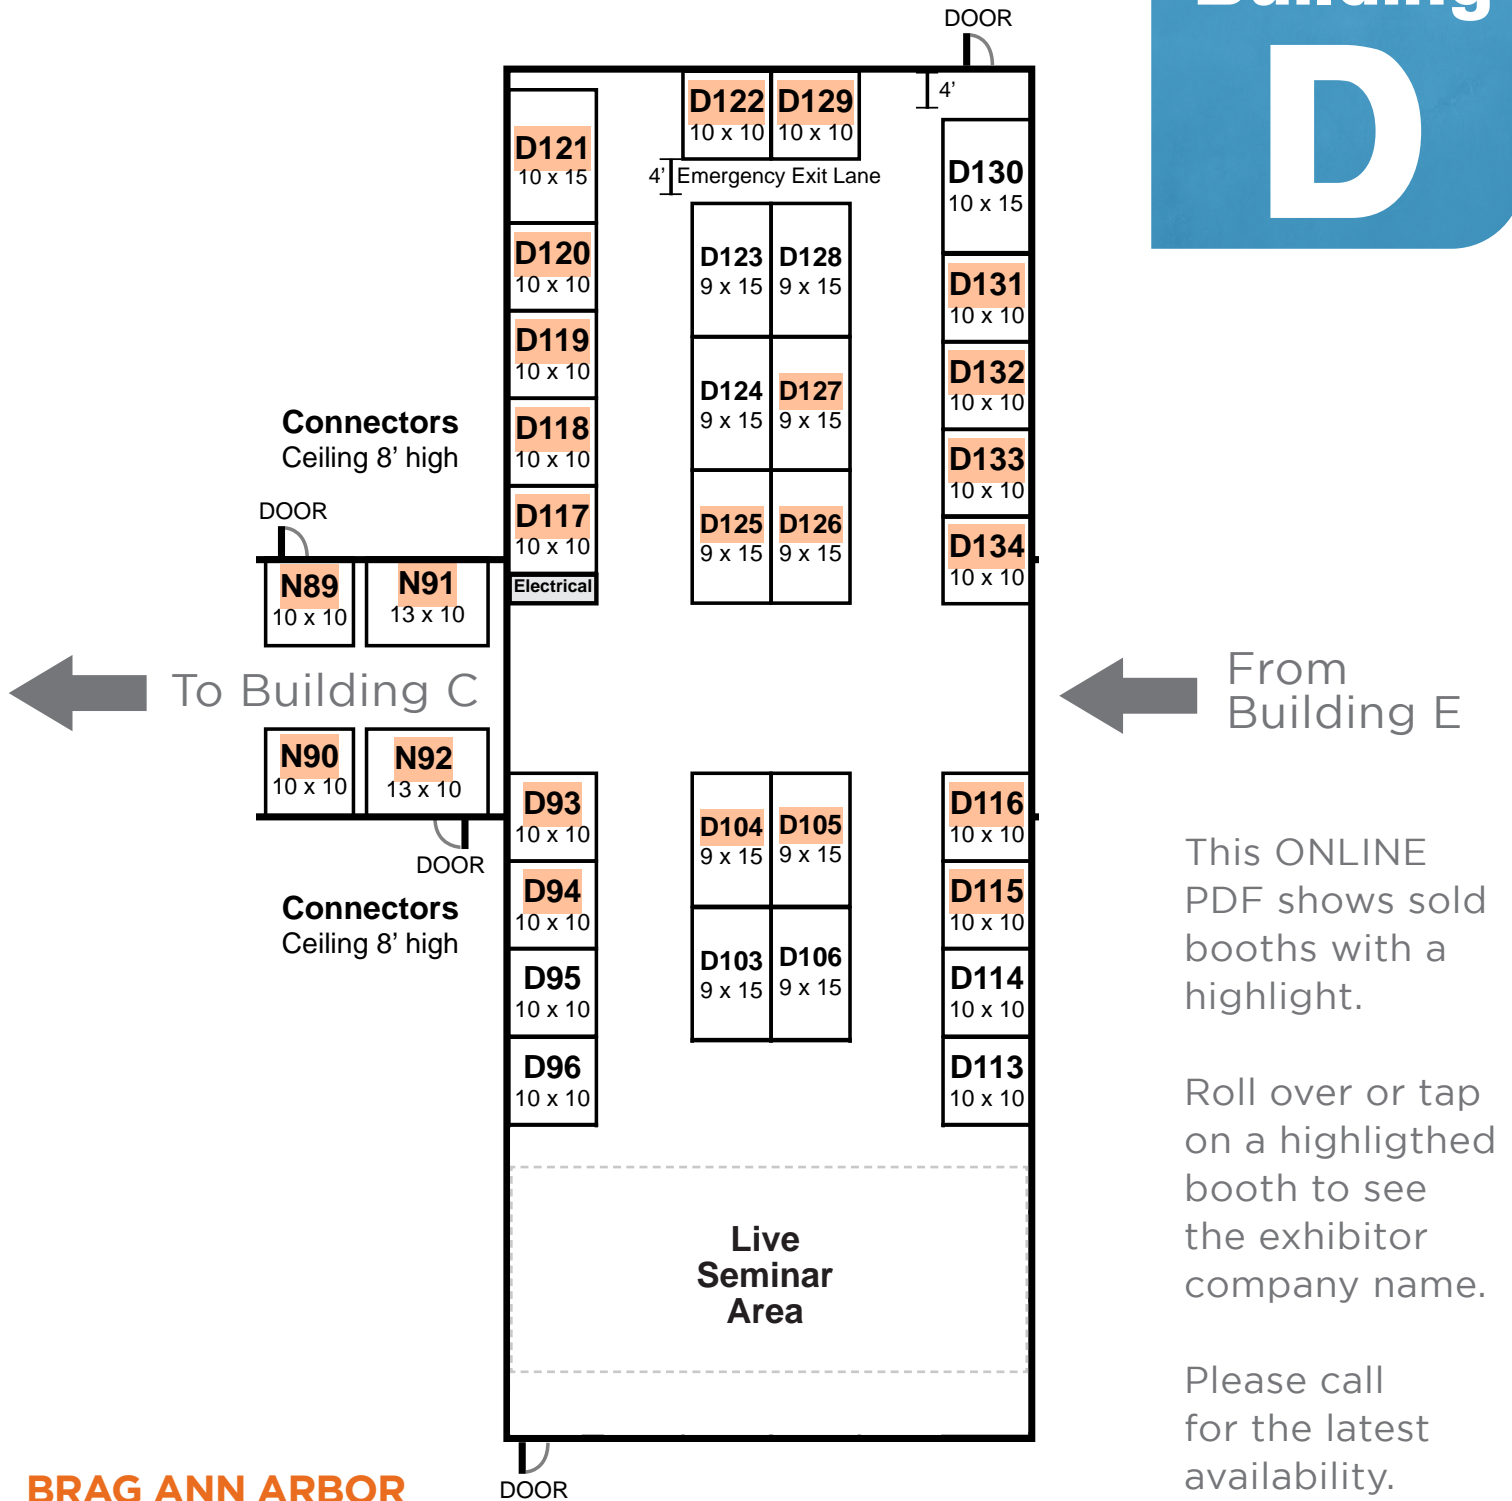 Building
D
DOOR
4'
D122
10 x 10
D129
10 x 10
4'
Emergency Exit Lane
D121
10 x 15
D120
10 x 10
D119
10 x 10
D118
10 x 10
D117
10 x 10
Electrical
D123
9 x 15
D128
9 x 15
D124
9 x 15
D127
9 x 15
D125
9 x 15
D126
9 x 15
D130
10 x 15
D131
10 x 10
D132
10 x 10
D133
10 x 10
D134
10 x 10
Connectors
Ceiling 8’ high
DOOR
N89
10 x 10
N91
13 x 10
To Building C
From
Building E
N90
10 x 10
N92
13 x 10
DOOR
Connectors
Ceiling 8’ high
D93
10 x 10
D94
10 x 10
D95
10 x 10
D96
10 x 10
D104
9 x 15
D105
9 x 15
D103
9 x 15
D106
9 x 15
D116
10 x 10
D115
10 x 10
D114
10 x 10
D113
10 x 10
Live
Seminar
Area
This ONLINE
PDF shows sold
booths with a
highlight.
Roll over or tap
on a highligthed
booth to see
the exhibitor
company name.
Please call
for the latest
availability.
DOOR
BRAG ANN ARBOR